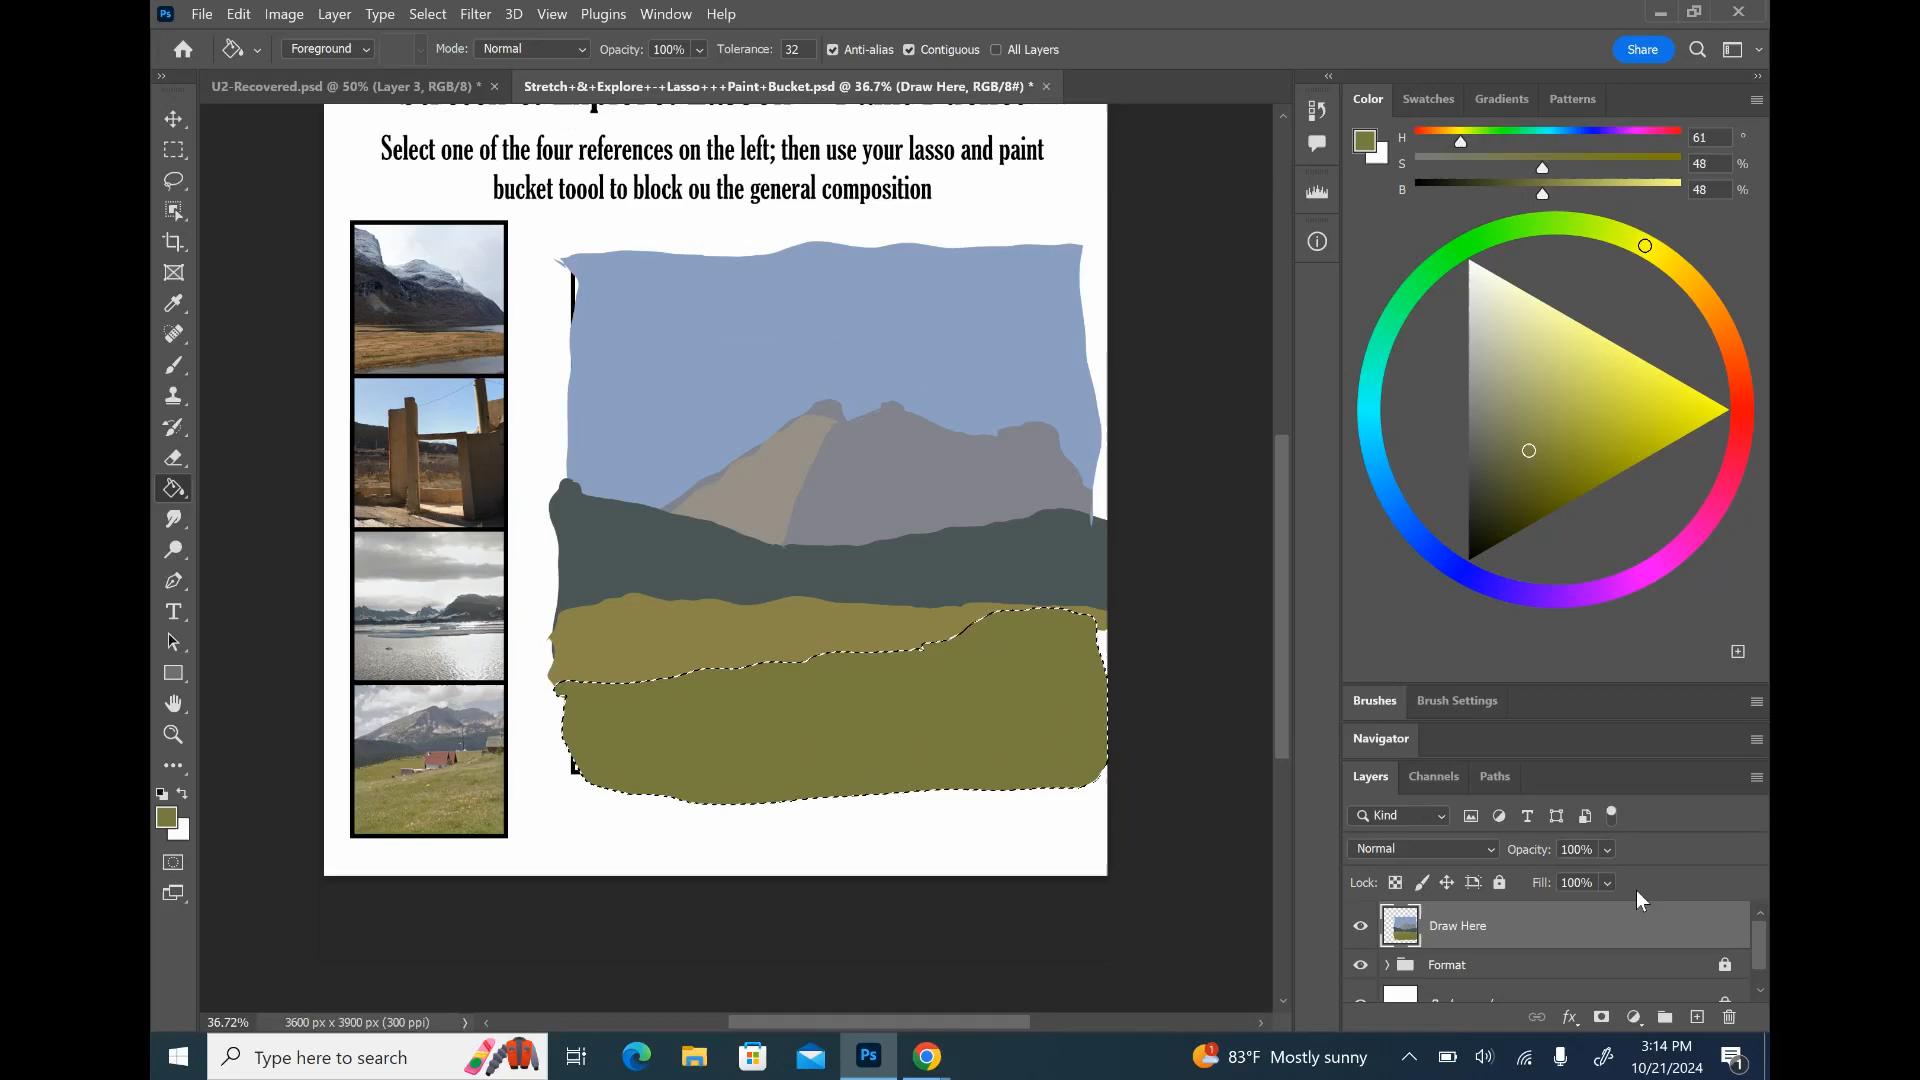 Ps File Edit Image Layer Type Select Filter 3D View Plugins Window Help
Foreground Mode: Normal Opacity: 100% Tolerance: 32 Anti-alias Contiguous All Layers Share
U2-Recovered.psd @ 50% (Layer 3, RGB/8) * Stretch+&+Explore+-+Lasso+++Paint+Bucket.psd @ 36.7% (Draw Here, RGB/8#) *
Color Swatches Gradients Patterns
H 61 °
S 48 %
B 48 %
Select one of the four references on the left; then use your lasso and paint
bucket toool to block ou the general composition
Brushes Brush Settings
Navigator
Layers Channels Paths
Kind
Normal Opacity: 100%
Lock: Fill: 100%
Draw Here
Format
36.72% 3600 px x 3900 px (300 ppi)
Type here to search Ps 83°F Mostly sunny 3:14 PM
10/21/2024
1